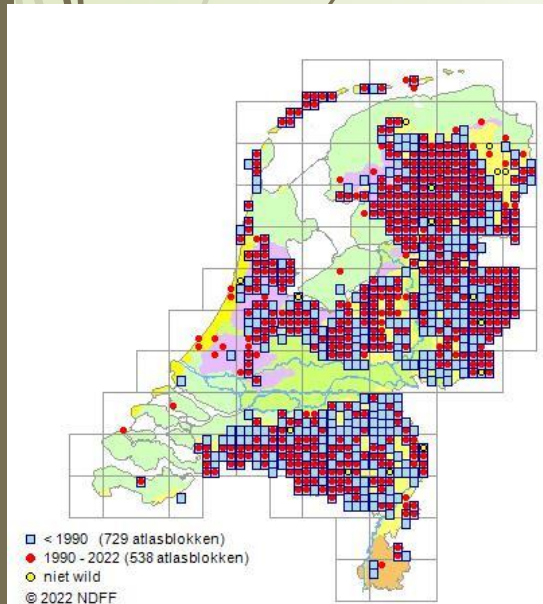 < 1990 (729 atlasblokken)
1990 - 2022 (538 atlasblokken)
niet wild
© 2022 NDFF